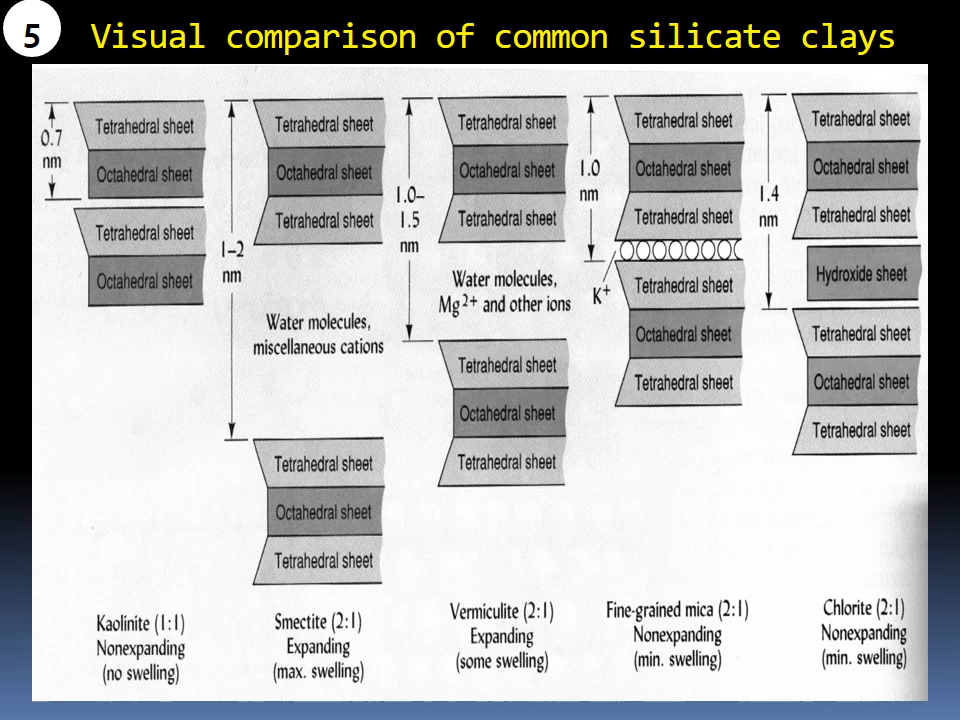 5
Visual comparison of common silicate clays
0.7
nm
Tetrahedral sheet
Octahedral sheet
Tetrahedral sheet
Octahedral sheet
Kaolinite (1:1)
Nonexpanding
(no swelling)
1–2
nm
Tetrahedral sheet
Octahedral sheet
Tetrahedral sheet
Water molecules,
miscellaneous cations
Tetrahedral sheet
Octahedral sheet
Tetrahedral sheet
Smectite (2:1)
Expanding
(max. swelling)
1.0–
1.5
nm
Tetrahedral sheet
Octahedral sheet
Tetrahedral sheet
Water molecules,
Mg²⁺ and other ions
Tetrahedral sheet
Octahedral sheet
Tetrahedral sheet
Vermiculite (2:1)
Expanding
(some swelling)
1.0
nm
Tetrahedral sheet
Octahedral sheet
Tetrahedral sheet
K⁺
Tetrahedral sheet
Octahedral sheet
Tetrahedral sheet
Fine-grained mica (2:1)
Nonexpanding
(min. swelling)
1.4
nm
Tetrahedral sheet
Octahedral sheet
Tetrahedral sheet
Hydroxide sheet
Tetrahedral sheet
Octahedral sheet
Tetrahedral sheet
Chlorite (2:1)
Nonexpanding
(min. swelling)